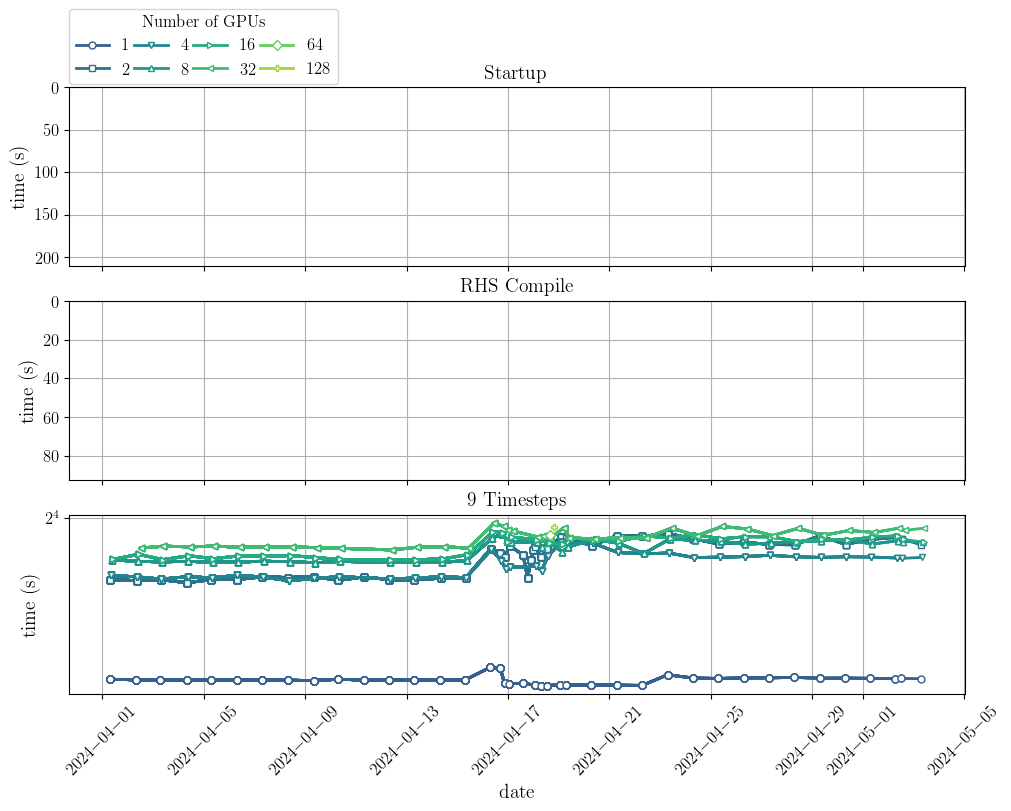 Number of GPUs
1 4 16 64
2 8 32 128
Startup
0
50
100
150
200
time (s)
RHS Compile
0
20
40
60
80
time (s)
9 Timesteps
2⁴
time (s)
2024−04−01 2024−04−05 2024−04−09 2024−04−13 2024−04−17 2024−04−21 2024−04−25 2024−04−29 2024−05−01 2024−05−05
date